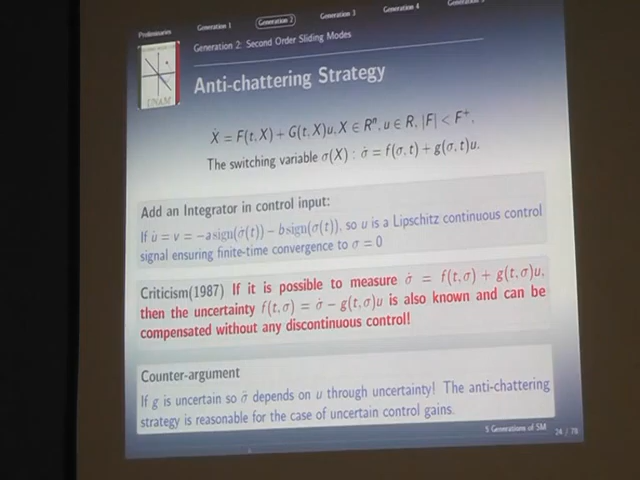 Preliminaries Generation 1 Generation 2 Generation 3 Generation 4
Generation 2: Second Order Sliding Modes
UNAM
Anti-chattering Strategy
Ẋ = F(t, X) + G(t, X)u, X ∈ Rⁿ, u ∈ R, |F| < F⁺,
The switching variable σ(X) : σ̇ = f(σ, t) + g(σ, t)u.
Add an Integrator in control input:
If u̇ = v = −a sign(σ̇(t)) − b sign(σ(t)), so u is a Lipschitz continuous control
signal ensuring finite-time convergence to σ = 0
Criticism(1987) If it is possible to measure σ̇ = f(t, σ) + g(t, σ)u,
then the uncertainty f(t, σ) = σ̇ − g(t, σ)u is also known and can be
compensated without any discontinuous control!
Counter-argument
If g is uncertain so σ̇ depends on u through uncertainty! The anti-chattering
strategy is reasonable for the case of uncertain control gains.
5 Generations of SM 24 / 78